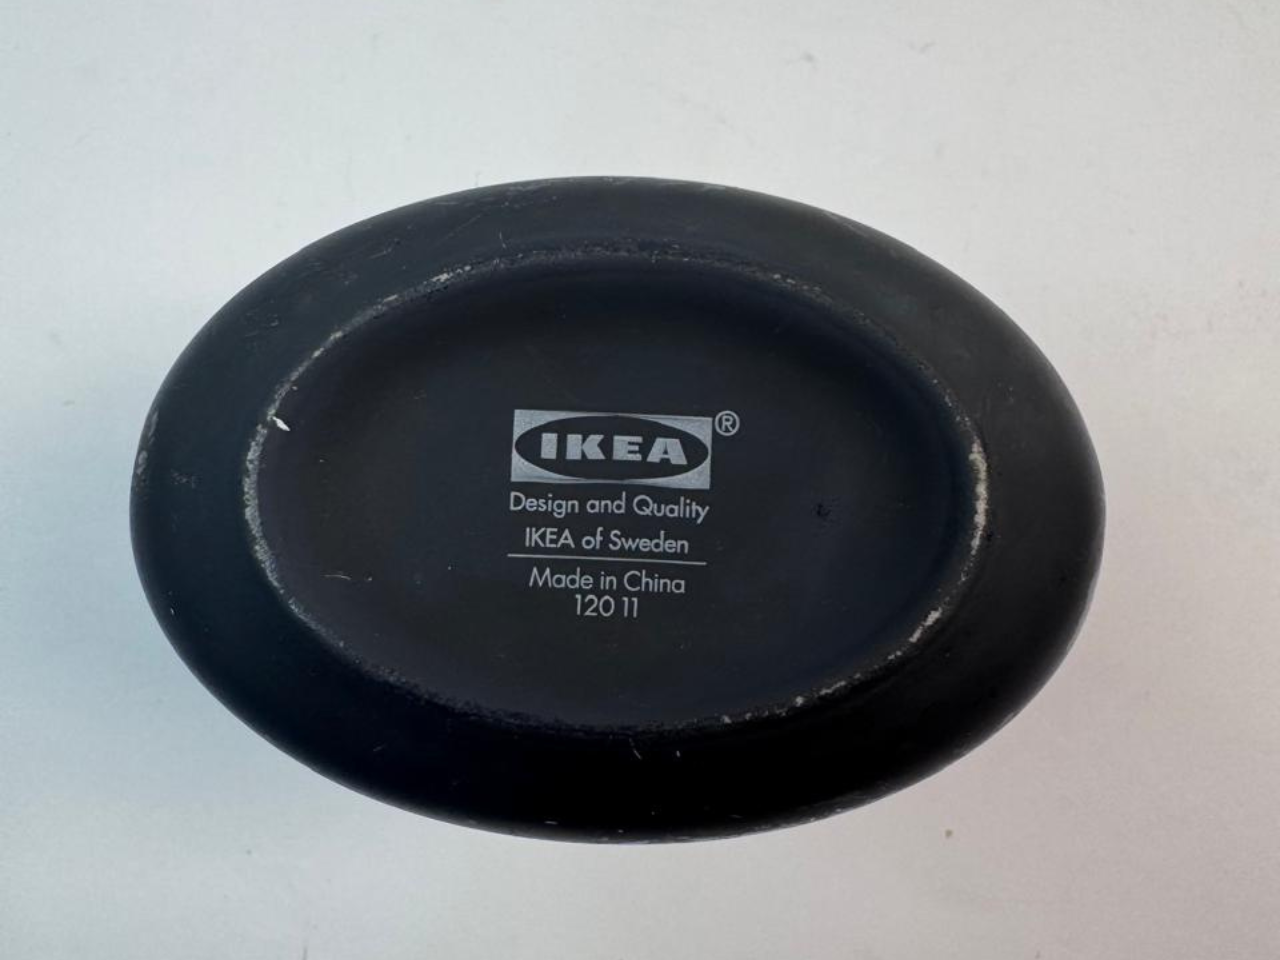 IKEA®
Design and Quality
IKEA of Sweden
Made in China
120 11